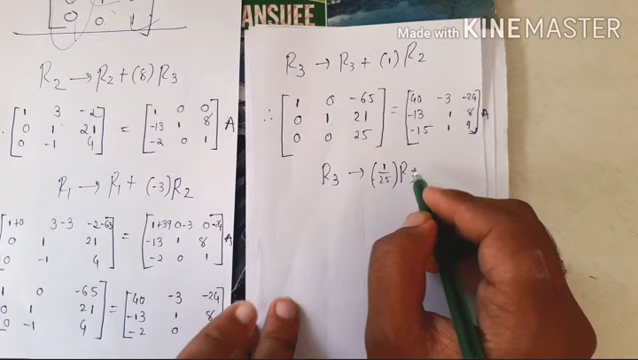 ANSUEE
Made with KINEMASTER
0 0 1
R2 → R2 + (8) R3
1 3 -2 1 0 0
0 1 21 = -13 1 8 A
0 -1 4 -2 0 1
R1 → R1 + (-3) R2
1+0 3-3 -2-63 1+39 0-3 0-24
0 1 21 = -13 1 8 A
0 -1 4 -2 0 1
1 0 -65 40 -3 -24
0 1 21 = -13 1 8
0 -1 4 -2 0
R3 → R3 + (1) R2
∴ 1 0 -65 = 40 -3 -24
0 1 21 -13 1 8 A
0 0 25 -15 1 9
R3 → (1/25) R